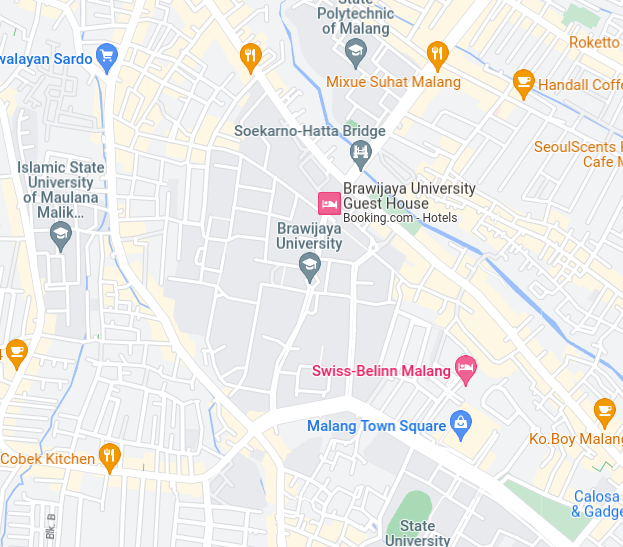 State
Polytechnic
of Malang
Roketto
walayan Sardo
Mixue Suhat Malang
Handall Coffe
Soekarno-Hatta Bridge
SeoulScents K
Cafe M
Islamic State
University
of Maulana
Malik...
Brawijaya University
Guest House
Booking.com - Hotels
Brawijaya
University
Swiss-Belinn Malang
Malang Town Square
Ko.Boy Malang
Cobek Kitchen
Calosa
& Gadge
Blk. B
State
University